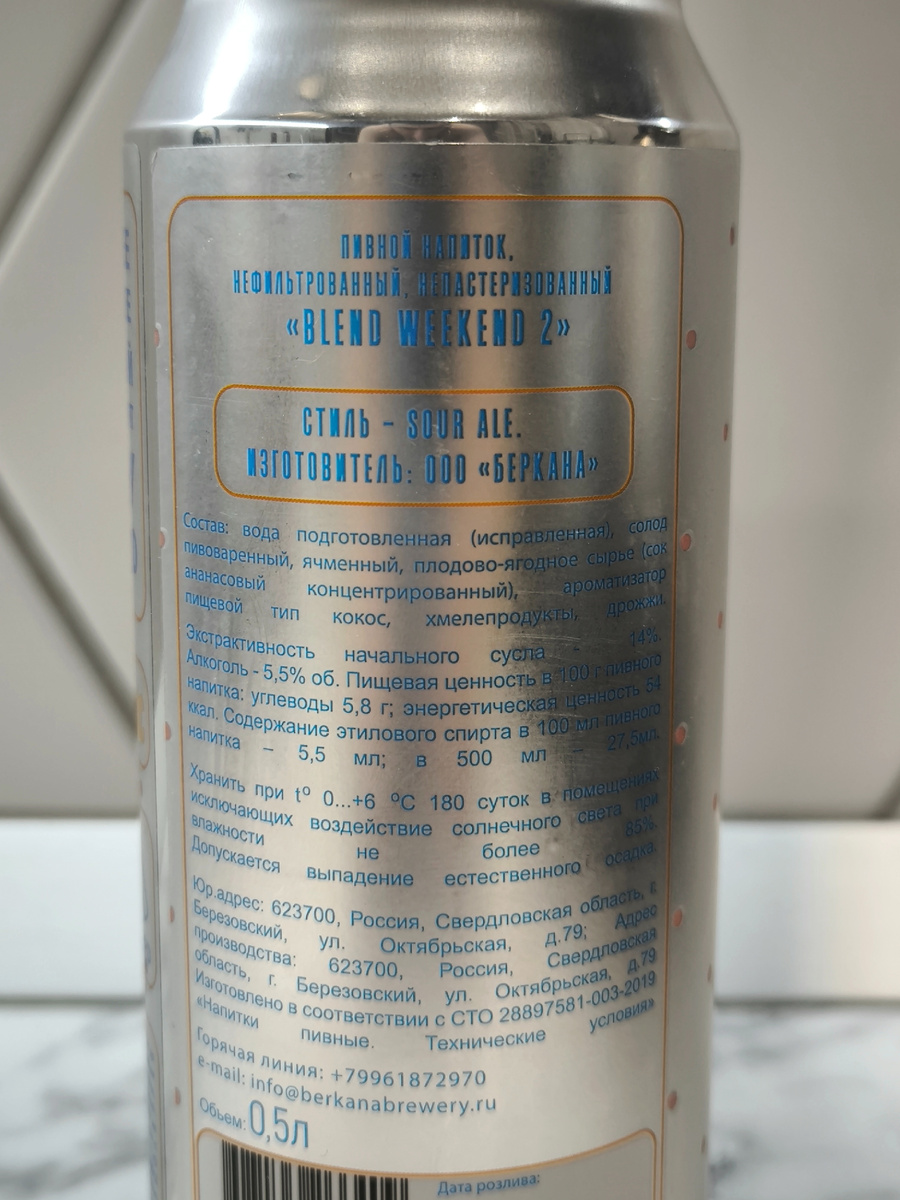 ПИВНОЙ НАПИТОК,
НЕФИЛЬТРОВАННЫЙ, НЕПАСТЕРИЗОВАННЫЙ
«BLEND WEEKEND 2»
СТИЛЬ – SOUR ALE.
ИЗГОТОВИТЕЛЬ: ООО «БЕРКАНА»
Состав: вода подготовленная (исправленная), солод
пивоваренный, ячменный, плодово-ягодное сырье (сок
ананасовый концентрированный), ароматизатор
пищевой тип кокос, хмелепродукты, дрожжи.
Экстрактивность начального сусла - 14%.
Алкоголь - 5,5% об. Пищевая ценность в 100 г пивного
напитка: углеводы 5,8 г; энергетическая ценность 54
ккал. Содержание этилового спирта в 100 мл пивного
напитка – 5,5 мл; в 500 мл – 27,5мл.
Хранить при t° 0...+6 °С 180 суток в помещениях
исключающих воздействие солнечного света при
влажности не более 85%.
Допускается выпадение естественного осадка.
Юр.адрес: 623700, Россия, Свердловская область, г.
Березовский, ул. Октябрьская, д.79; Адрес
производства: 623700, Россия, Свердловская
область, г. Березовский, ул. Октябрьская, д.79
Изготовлено в соответствии с СТО 28897581-003-2019
«Напитки пивные. Технические условия»
Горячая линия: +79961872970
e-mail: info@berkanabrewery.ru
Объем: 0,5л
Дата розлива: